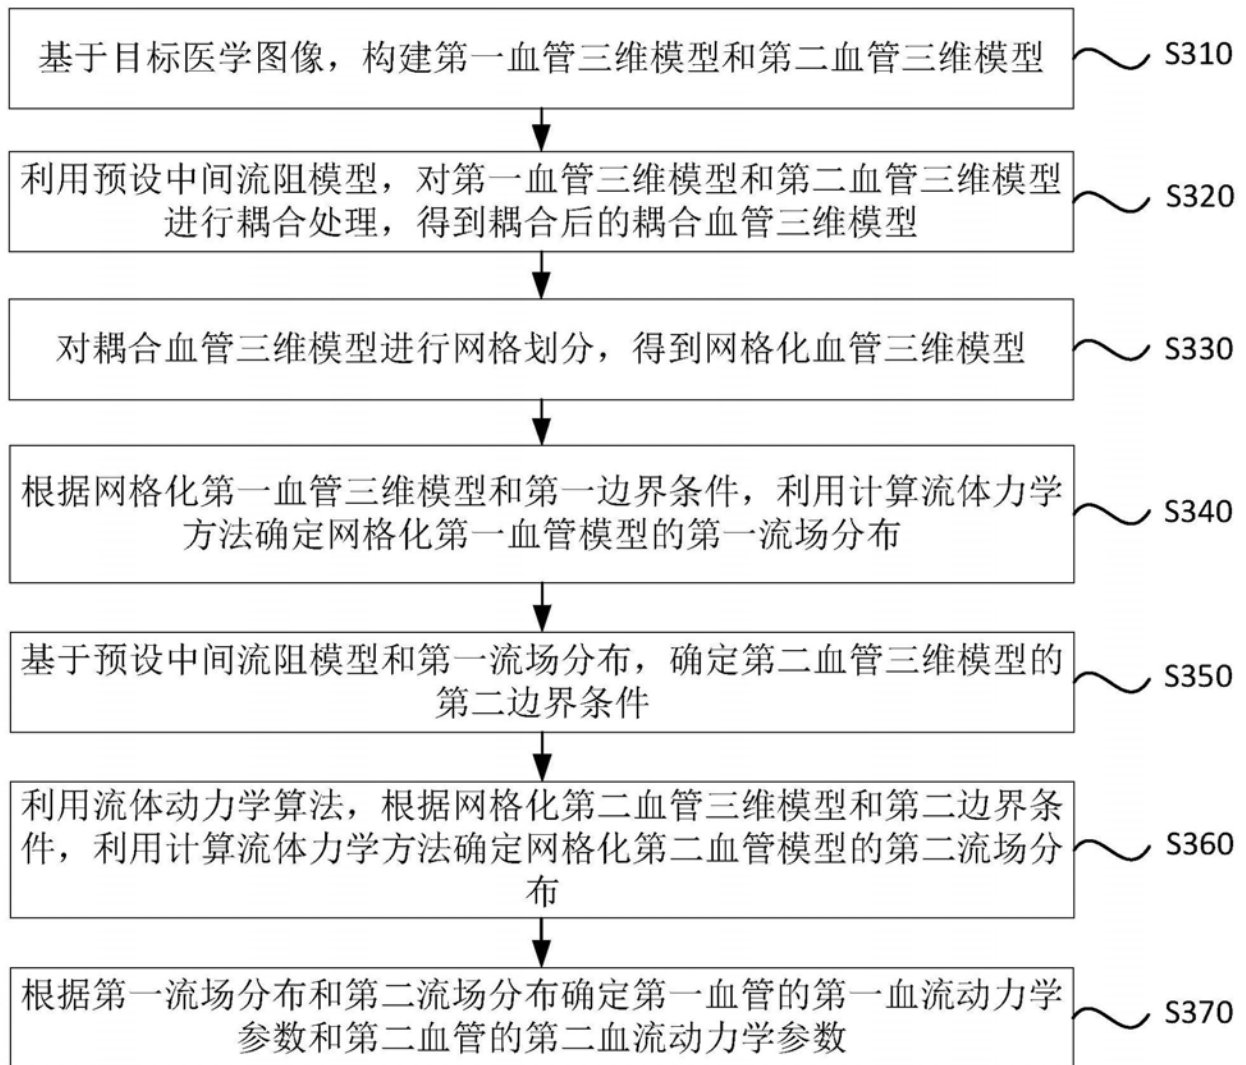 基于目标医学图像，构建第一血管三维模型和第二血管三维模型
S310
利用预设中间流阻模型，对第一血管三维模型和第二血管三维模型
进行耦合处理，得到耦合后的耦合血管三维模型
S320
对耦合血管三维模型进行网格划分，得到网格化血管三维模型
S330
根据网格化第一血管三维模型和第一边界条件，利用计算流体力学
方法确定网格化第一血管模型的第一流场分布
S340
基于预设中间流阻模型和第一流场分布，确定第二血管三维模型的
第二边界条件
S350
利用流体动力学算法，根据网格化第二血管三维模型和第二边界条
件，利用计算流体力学方法确定网格化第二血管模型的第二流场分
布
S360
根据第一流场分布和第二流场分布确定第一血管的第一血流动力学
参数和第二血管的第二血流动力学参数
S370